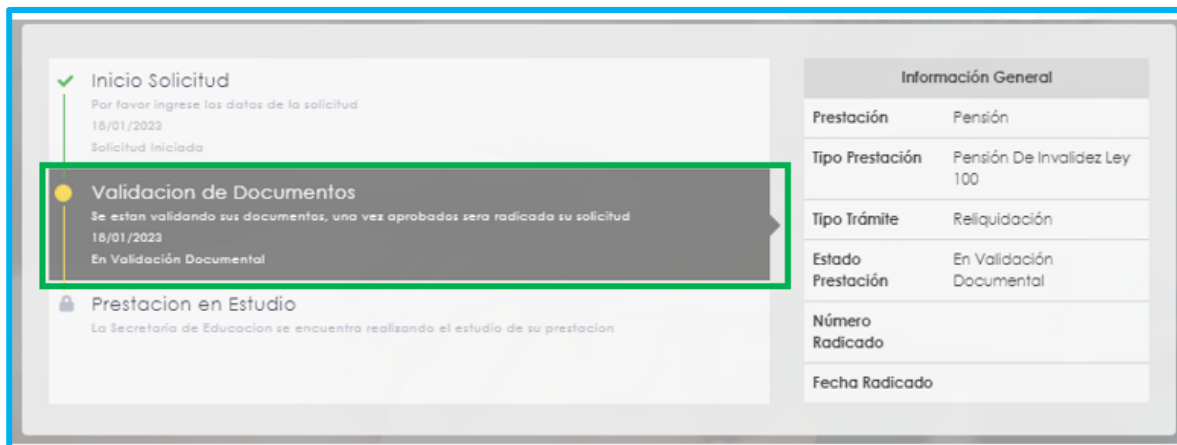 Inicio Solicitud
Por favor ingrese los datos de la solicitud
18/01/2023
Solicitud Iniciada
Validacion de Documentos
Se estan validando sus documentos, una vez aprobados sera radicada su solicitud
18/01/2023
En Validación Documental
Prestacion en Estudio
La Secretaria de Educacion se encuentra realizando el estudio de su prestacion
Información General
Prestación Pensión
Tipo Prestación Pensión De Invalidez Ley
100
Tipo Trámite Reliquidación
Estado En Validación
Prestación Documental
Número
Radicado
Fecha Radicado